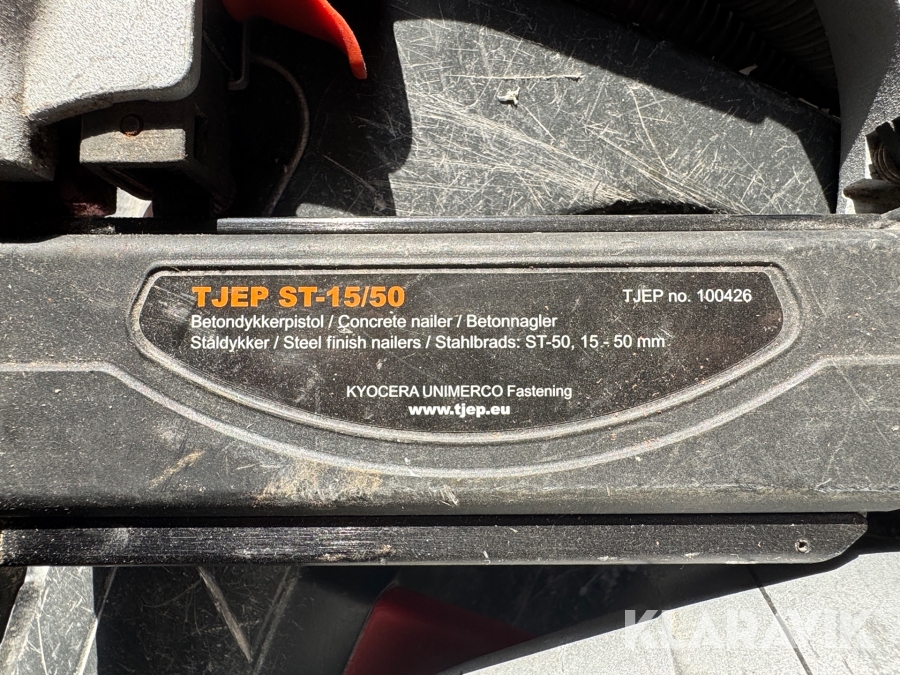 TJEP ST-15/50
TJEP no. 100426
Betondykkerpistol / Concrete nailer / Betonnagler
Ståldykker / Steel finish nailers / Stahlbrads: ST-50, 15 - 50 mm
KYOCERA UNIMERCO Fastening
www.tjep.eu
KLARAVIK